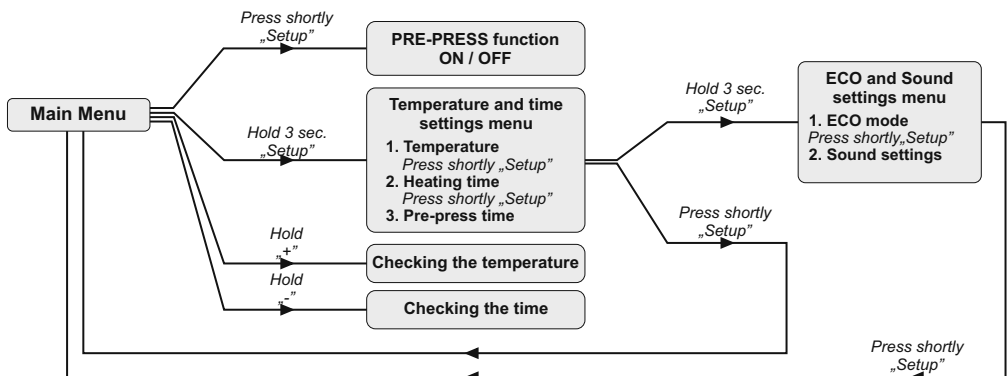 Press shortly
„Setup”
PRE-PRESS function
ON / OFF
Main Menu
Hold 3 sec.
„Setup”
Temperature and time
settings menu
1. Temperature
Press shortly „Setup”
2. Heating time
Press shortly „Setup”
3. Pre-press time
Hold 3 sec.
„Setup”
ECO and Sound
settings menu
1. ECO mode
Press shortly„Setup”
2. Sound settings
Press shortly
„Setup”
Hold
„+”
Checking the temperature
Hold
„-”
Checking the time
Press shortly
„Setup”